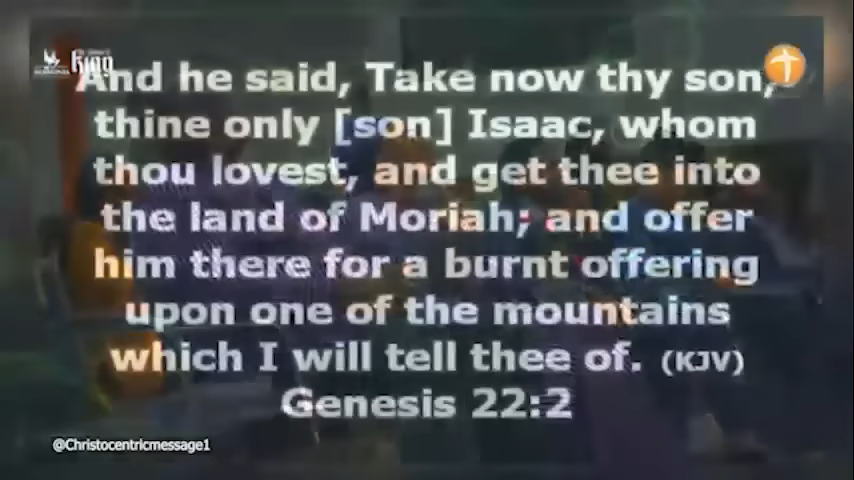 King
And he said, Take now thy son,
thine only [son] Isaac, whom
thou lovest, and get thee into
the land of Moriah; and offer
him there for a burnt offering
upon one of the mountains
which I will tell thee of. (KJV)
Genesis 22:2
@Christocentricmessage1